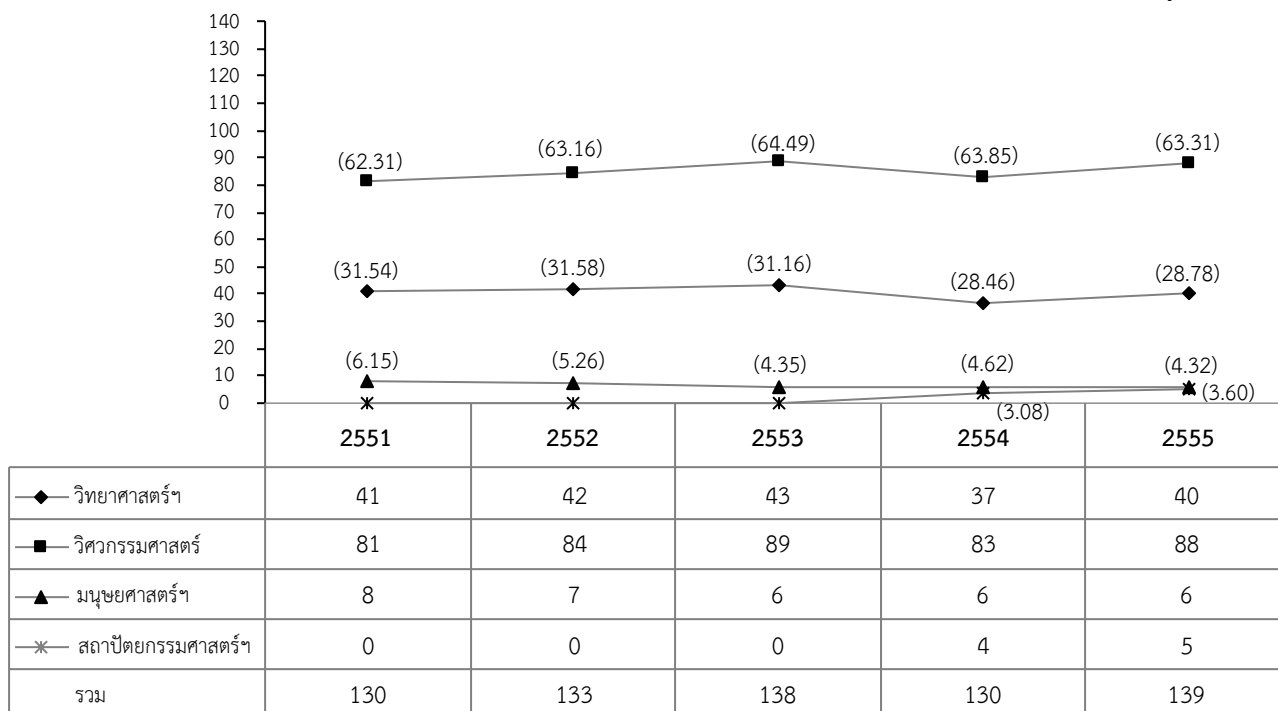 140
130
120
110
100
90
80
70
60
50
40
30
20
10
0
(62.31) (63.16) (64.49) (63.85) (63.31)
(31.54) (31.58) (31.16) (28.46) (28.78)
(6.15) (5.26) (4.35) (4.62) (4.32)
(3.08) (3.60)
2551 2552 2553 2554 2555
วิทยาศาสตร์ฯ 41 42 43 37 40
วิศวกรรมศาสตร์ 81 84 89 83 88
มนุษยศาสตร์ฯ 8 7 6 6 6
สถาปัตยกรรมศาสตร์ฯ 0 0 0 4 5
รวม 130 133 138 130 139